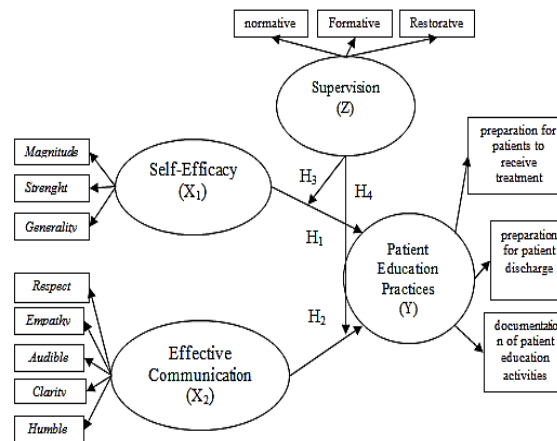 normative
Formative
Restoratve
Supervision
(Z)
Magnitude
Strenght
Generality
Self-Efficacy
(X₁)
H₃
H₄
H₁
H₂
preparation for
patients to
receive
treatment
preparation
for patient
discharge
documentatio
n of patient
education
activities
Patient
Education
Practices
(Y)
Respect
Empathy
Audible
Clarity
Humble
Effective
Communication
(X₂)